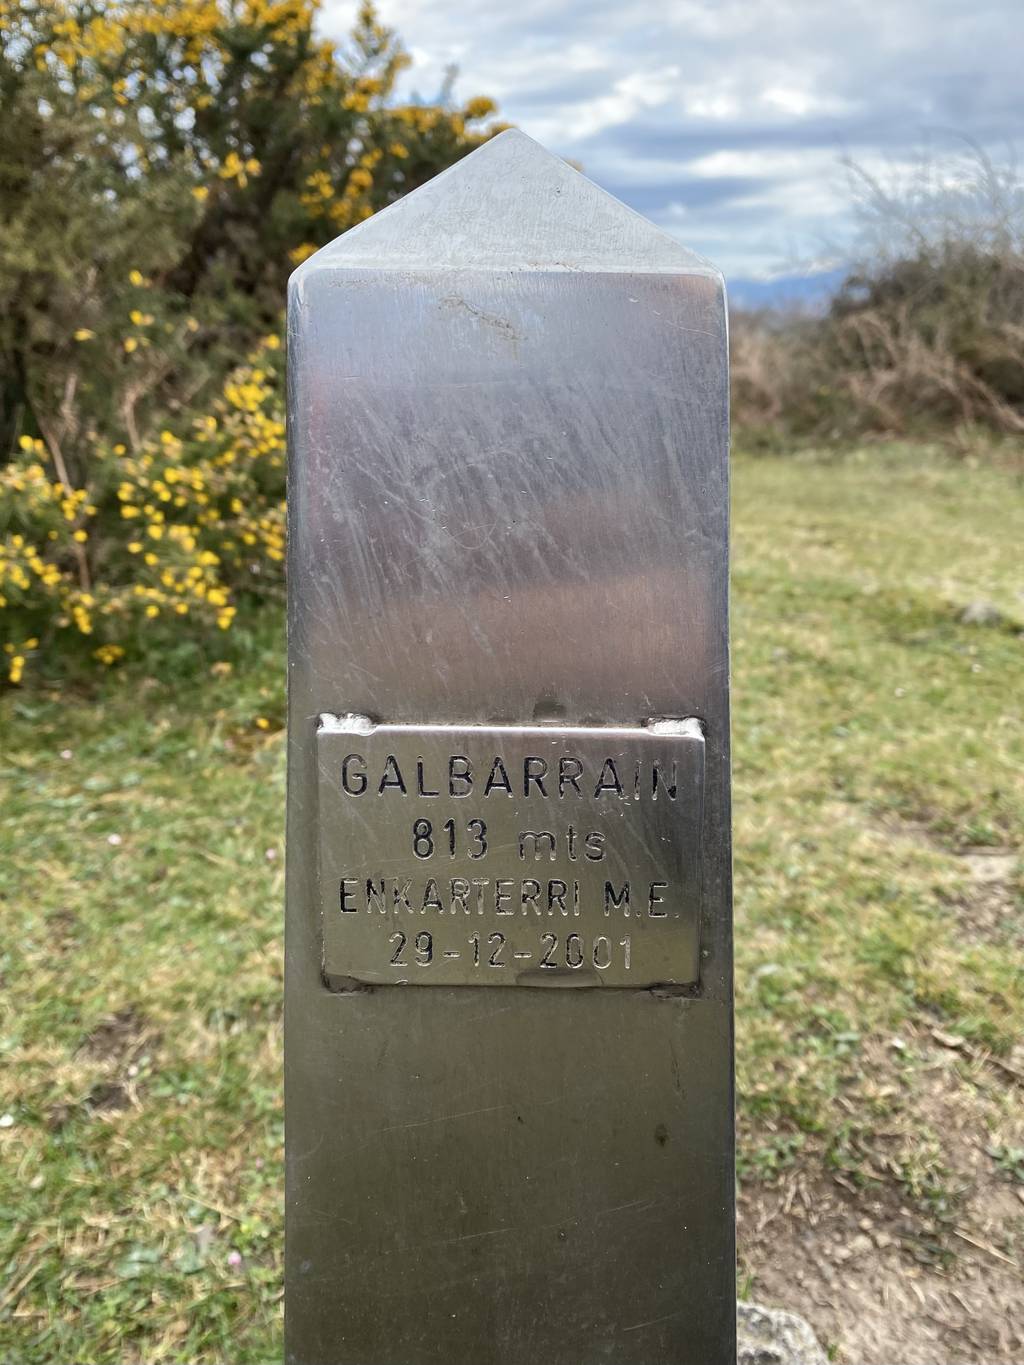 GALBARRAIN
813 mts
ENKARTERRI M.E.
29-12-2001